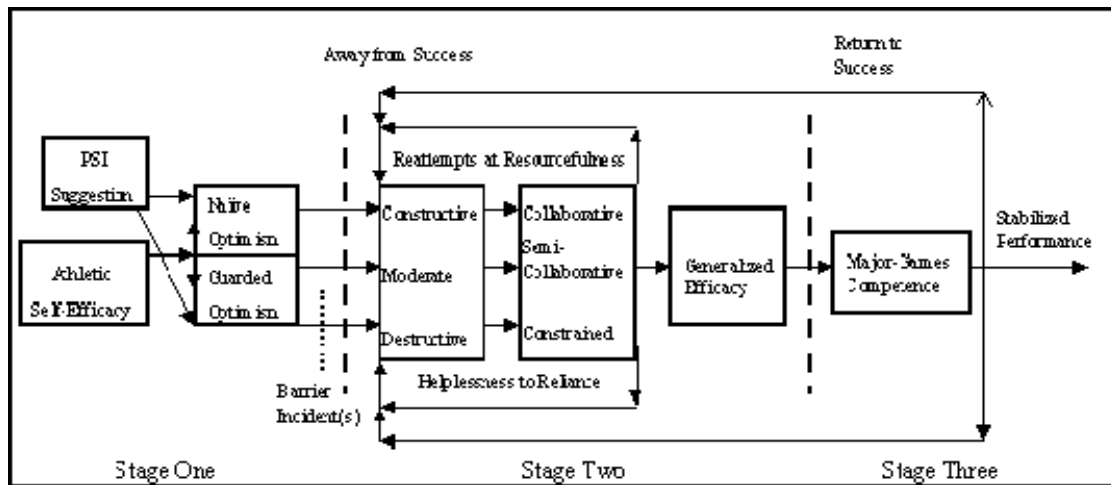 Away from Success
Return to
Success
PSI
Suggestion
Reattempts at Resourcefulness
Naïve
Optimism
Guarded
Optimism
Athletic
Self-Efficacy
Constructive
Moderate
Destructive
Collaborative
Semi-
Collaborative
Constrained
Generalized
Efficacy
Major-Games
Competence
Stabilized
Performance
Barrier
Incident(s)
Helplessness to Reliance
Stage One
Stage Two
Stage Three